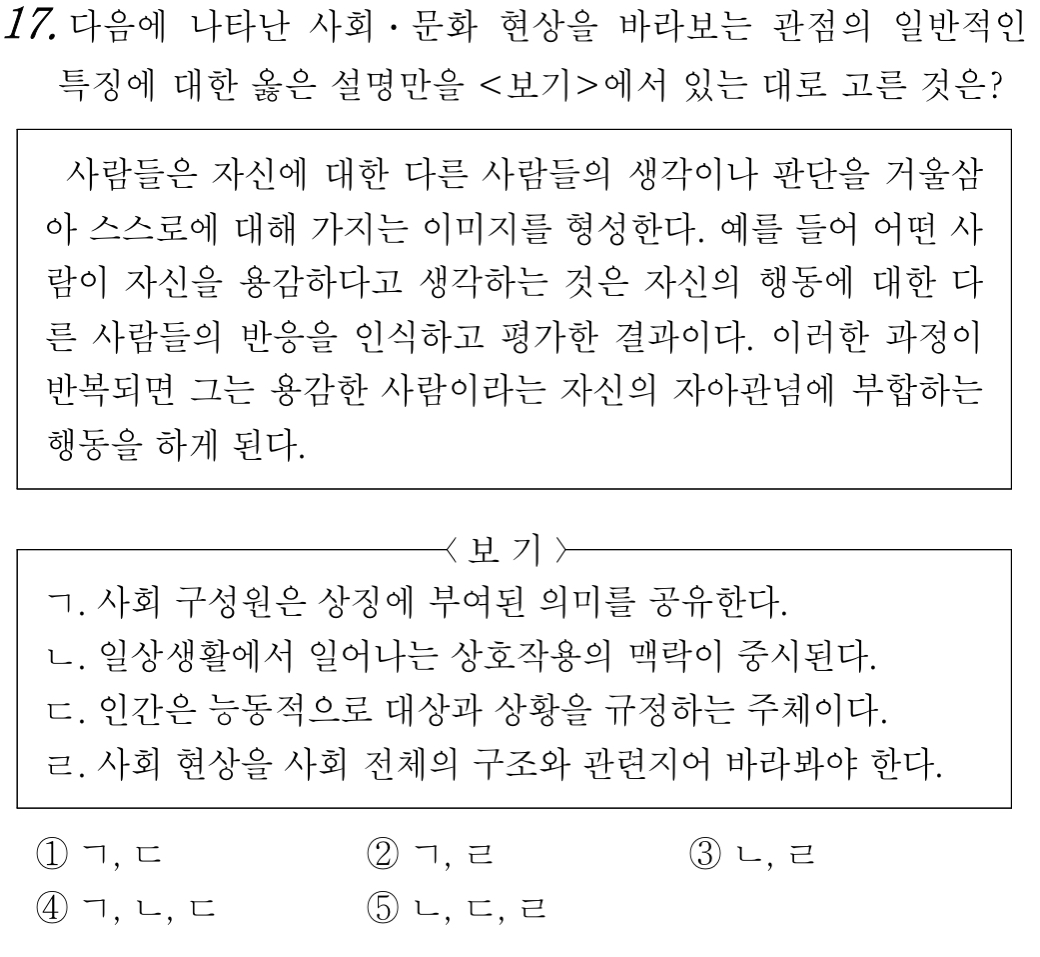 17. 다음에 나타난 사회·문화 현상을 바라보는 관점의 일반적인
특징에 대한 옳은 설명만을 <보기>에서 있는 대로 고른 것은?
사람들은 자신에 대한 다른 사람들의 생각이나 판단을 거울삼
아 스스로에 대해 가지는 이미지를 형성한다. 예를 들어 어떤 사
람이 자신을 용감하다고 생각하는 것은 자신의 행동에 대한 다
른 사람들의 반응을 인식하고 평가한 결과이다. 이러한 과정이
반복되면 그는 용감한 사람이라는 자신의 자아관념에 부합하는
행동을 하게 된다.
〈보 기〉
ㄱ. 사회 구성원은 상징에 부여된 의미를 공유한다.
ㄴ. 일상생활에서 일어나는 상호작용의 맥락이 중시된다.
ㄷ. 인간은 능동적으로 대상과 상황을 규정하는 주체이다.
ㄹ. 사회 현상을 사회 전체의 구조와 관련지어 바라봐야 한다.
① ㄱ, ㄷ ② ㄱ, ㄹ ③ ㄴ, ㄹ
④ ㄱ, ㄴ, ㄷ ⑤ ㄴ, ㄷ, ㄹ